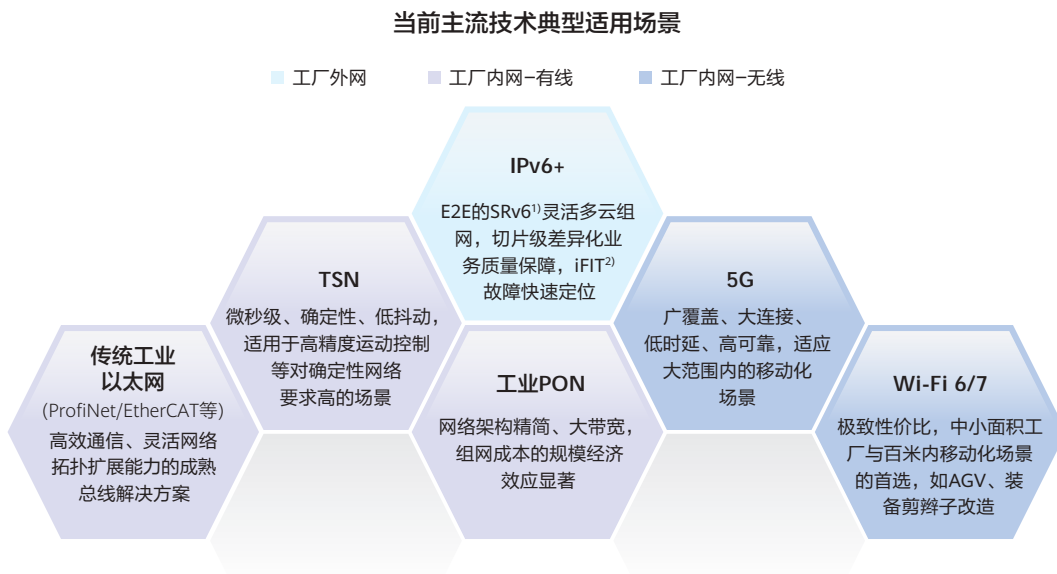 当前主流技术典型适用场景
工厂外网
工厂内网–有线
工厂内网–无线
IPv6+
E2E的SRv6¹⁾灵活多云组
网，切片级差异化业
务质量保障，iFIT²⁾
故障快速定位
TSN
微秒级、确定性、低抖动，
适用于高精度运动控制
等对确定性网络
要求高的场景
5G
广覆盖、大连接、
低时延、高可靠，适应
大范围内的移动化
场景
传统工业
以太网
(ProfiNet/EtherCAT等)
高效通信、灵活网络
拓扑扩展能力的成熟
总线解决方案
工业PON
网络架构精简、大带宽，
组网成本的规模经济
效应显著
Wi-Fi 6/7
极致性价比，中小面积工
厂与百米内移动化场景
的首选，如AGV、装
备剪辫子改造